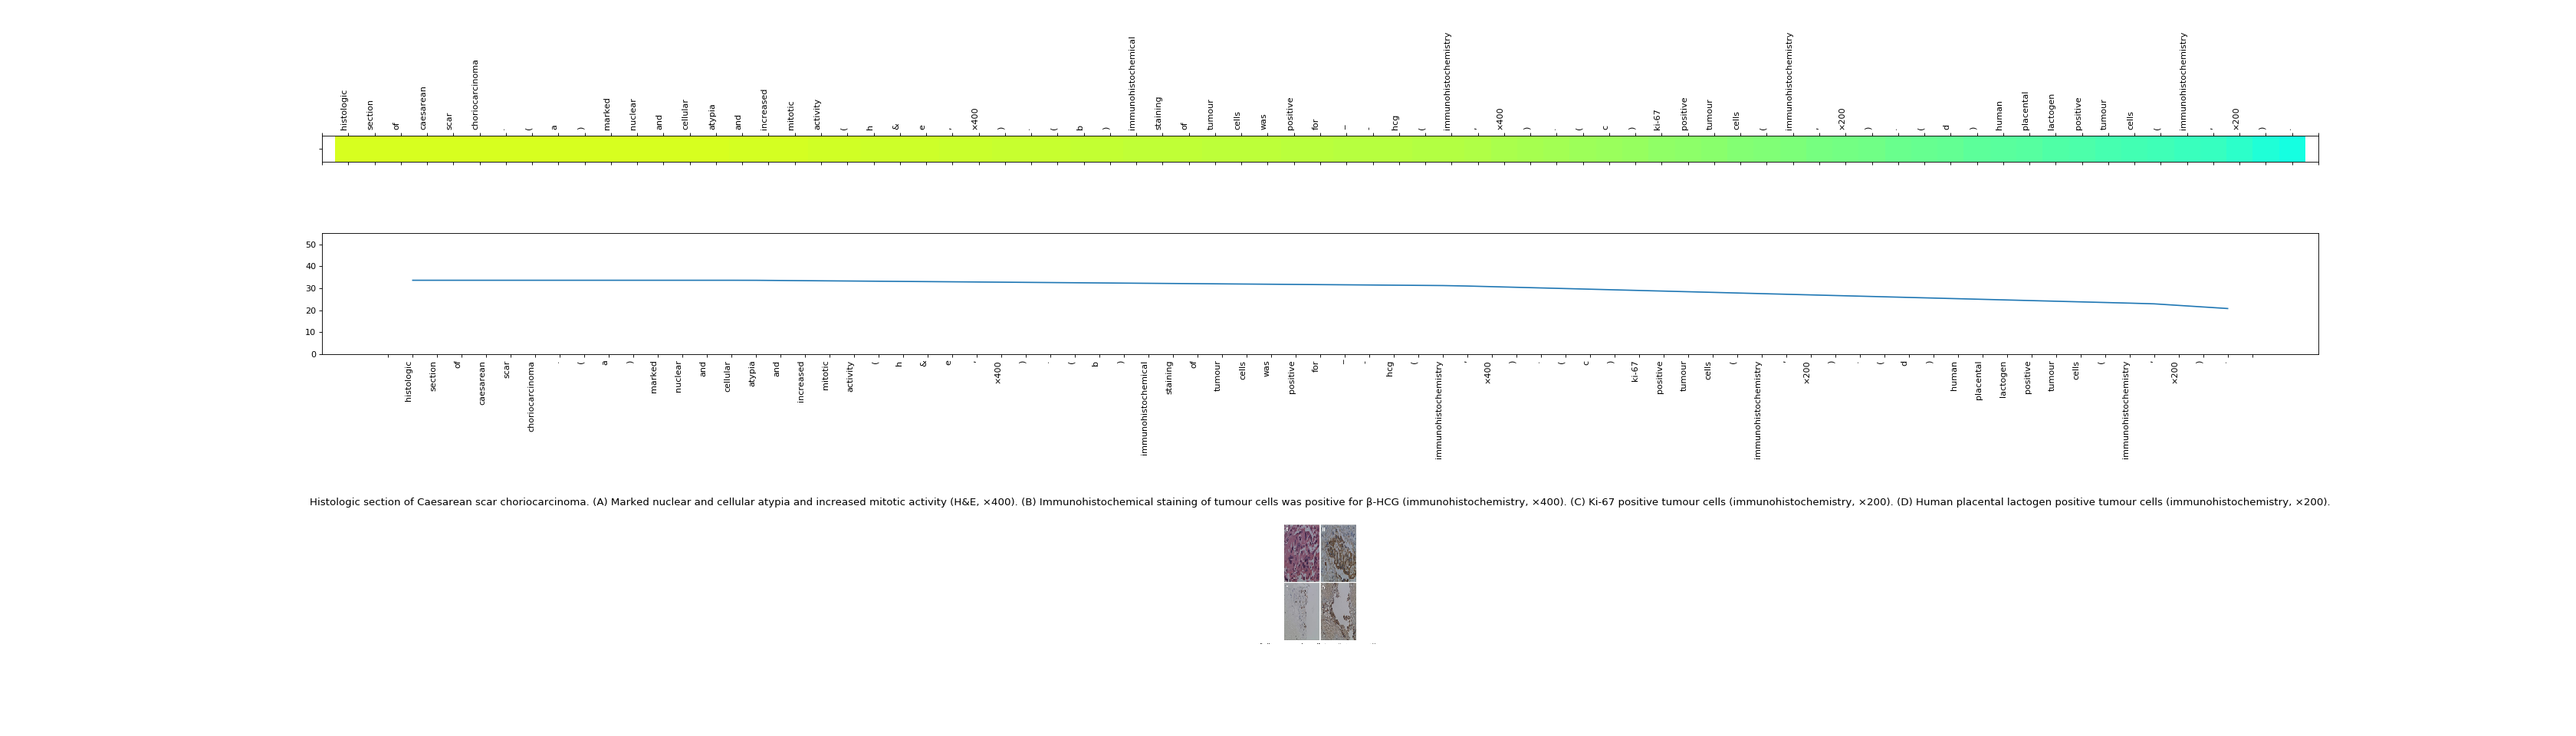 histologic section of caesarean scar choriocarcinoma . ( a ) marked nuclear and cellular atypia and increased mitotic activity ( h & e , ×400 ) . ( b ) immunohistochemical staining of tumour cells was positive for – - hcg ( immunohistochemistry , ×400 ) . ( c ) ki-67 positive tumour cells ( immunohistochemistry , ×200 ) . ( d ) human placental lactogen positive tumour cells ( immunohistochemistry , ×200 ) .
50
40
30
20
10
0
histologic section of caesarean scar choriocarcinoma . ( a ) marked nuclear and cellular atypia and increased mitotic activity ( h & e , ×400 ) . ( b ) immunohistochemical staining of tumour cells was positive for – - hcg ( immunohistochemistry , ×400 ) . ( c ) ki-67 positive tumour cells ( immunohistochemistry , ×200 ) . ( d ) human placental lactogen positive tumour cells ( immunohistochemistry , ×200 ) .
Histologic section of Caesarean scar choriocarcinoma. (A) Marked nuclear and cellular atypia and increased mitotic activity (H&E, ×400). (B) Immunohistochemical staining of tumour cells was positive for β-HCG (immunohistochemistry, ×400). (C) Ki-67 positive tumour cells (immunohistochemistry, ×200). (D) Human placental lactogen positive tumour cells (immunohistochemistry, ×200).